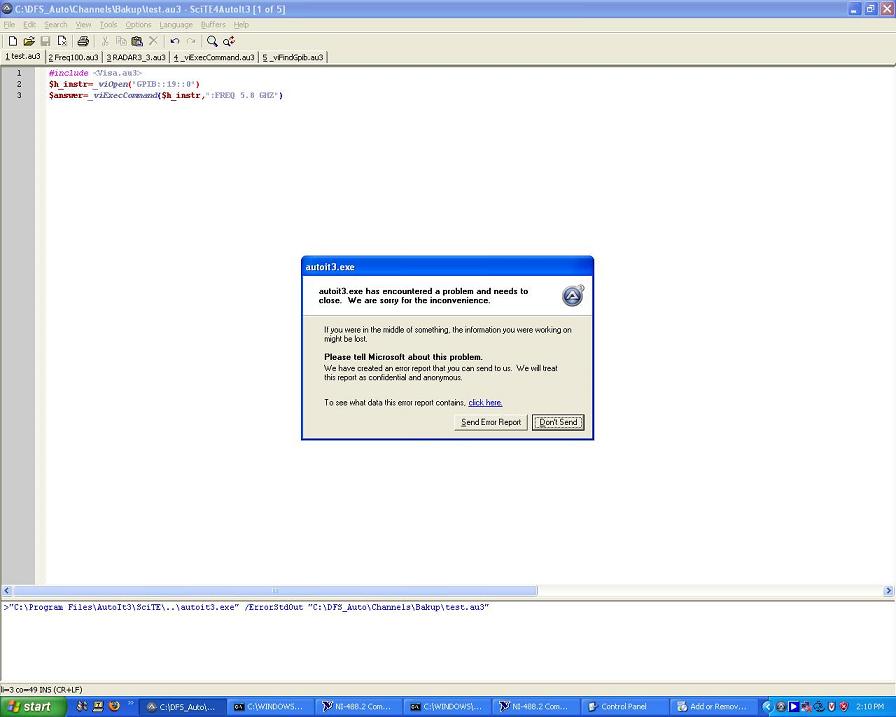 C:\DFS_Auto\Channels\Bakup\test.au3 - SciTE4AutoIt3 [1 of 5]
File Edit Search View Tools Options Language Buffers Help
1 test.au3 2 Freq100.au3 3 RADAR3_3.au3 4 _viExecCommand.au3 5 _viFindGpib.au3
1 #include <Visa.au3>
2 $h_instr=_viOpen("GPIB::19::0")
3 $answer=_viExecCommand($h_instr,":FREQ 5.8 GHZ")
autoit3.exe
autoit3.exe has encountered a problem and needs to
close. We are sorry for the inconvenience.
If you were in the middle of something, the information you were working on
might be lost.
Please tell Microsoft about this problem.
We have created an error report that you can send to us. We will treat
this report as confidential and anonymous.
To see what data this error report contains, click here.
Send Error Report Don't Send
>"C:\Program Files\AutoIt3\SciTE\..\autoit3.exe" /ErrorStdOut "C:\DFS_Auto\Channels\Bakup\test.au3"
li=3 co=49 INS (CR+LF)
start C:\DFS_Auto\... C:\WINDOWS... NI-488.2 Com... C:\WINDOWS\... NI-488.2 Com... Control Panel Add or Remov... 2:10 PM